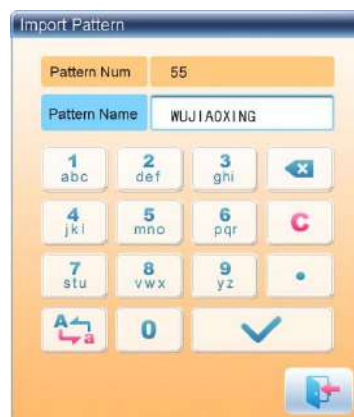 Import Pattern
Pattern Num 55
Pattern Name WUJIAOXING
1 2 3
abc def ghi
4 5 6 C
jkl mno pqr
7 8 9 .
stu vwx yz
A a 0